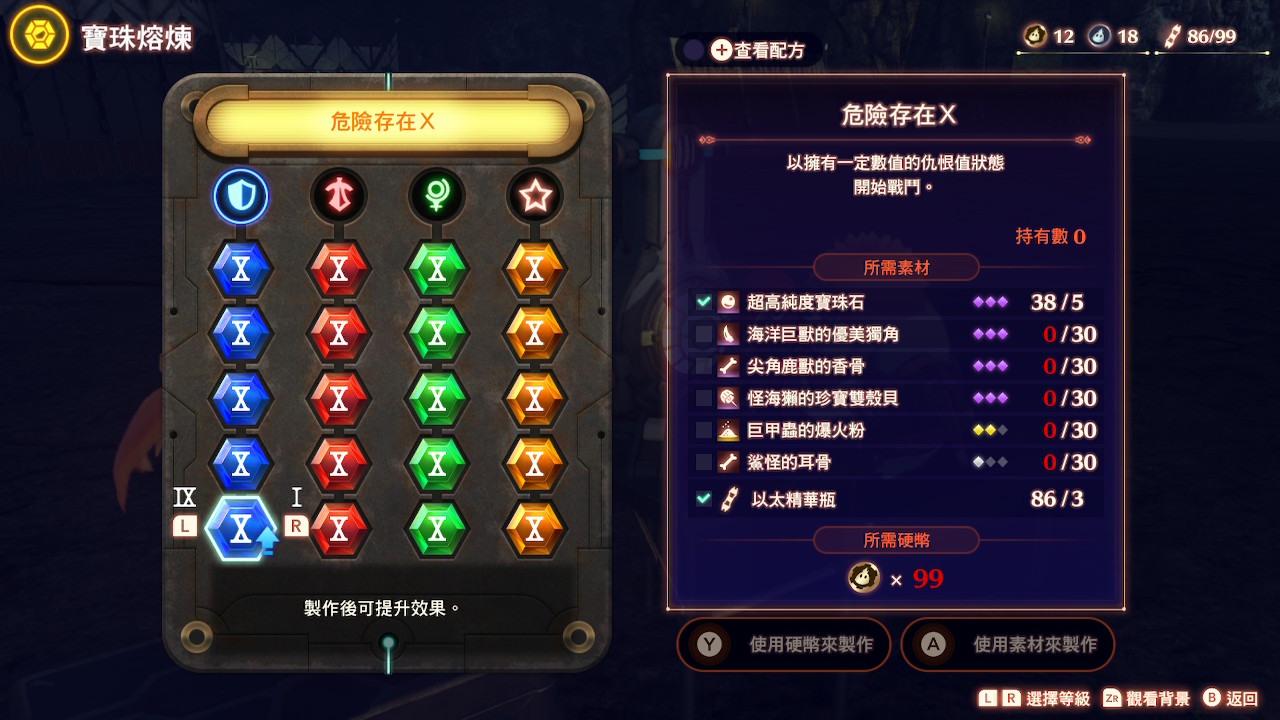 寶珠熔煉
12 18 86/99
查看配方
危險存在X
危險存在X
以擁有一定數值的仇恨值狀態
開始戰鬥。
持有數 0
所需素材
超高純度寶珠石 38/5
海洋巨獸的優美獨角 0/30
尖角鹿獸的香骨 0/30
怪海獺的珍寶雙殼貝 0/30
巨甲蟲的爆火粉 0/30
鯊怪的耳骨 0/30
以太精華瓶 86/3
所需硬幣
× 99
X X X X
X X X X
X X X X
X X X X
IX I
L X R X X X
製作後可提升效果。
Y 使用硬幣來製作 A 使用素材來製作
L R 選擇等級 ZR 觀看背景 B 返回